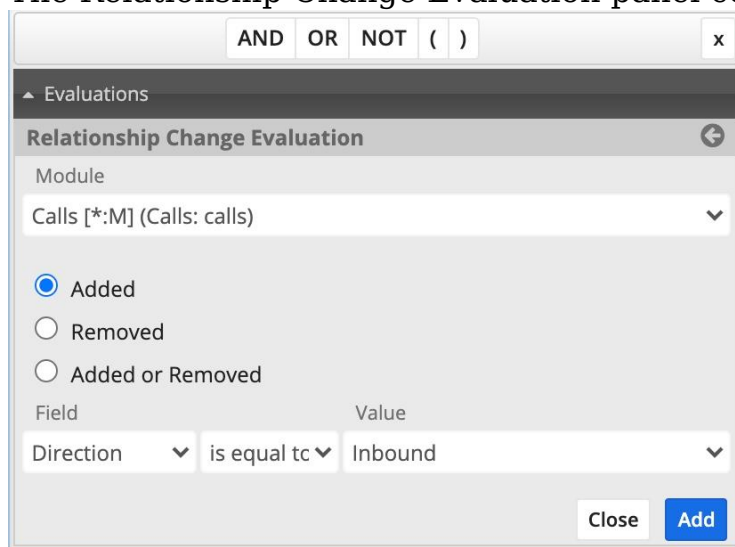 The Relationship Change Evaluation panel
AND OR NOT ( ) x
Evaluations
Relationship Change Evaluation
Module
Calls [*:M] (Calls: calls)
Added
Removed
Added or Removed
Field Value
Direction is equal to Inbound
Close Add